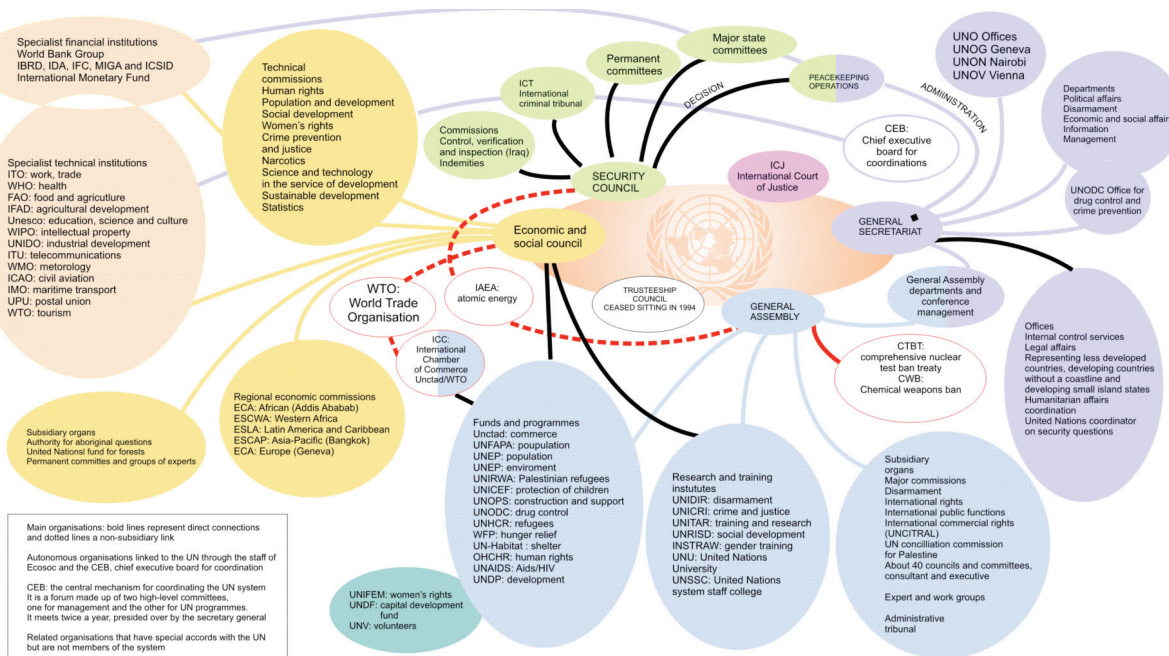 Specialist financial institutions
World Bank Group
IBRD, IDA, IFC, MIGA and ICSID
International Monetary Fund
Specialist technical institutions
ITO: work, trade
WHO: health
FAO: food and agricutlure
IFAD: agricultural development
Unesco: education, science and culture
WIPO: intellectual property
UNIDO: industrial development
ITU: telecommunications
WMO: metorology
ICAO: civil aviation
IMO: maritime transport
UPU: postal union
WTO: tourism
Technical
commissions
Human rights
Population and development
Social development
Women's rights
Crime prevention
and justice
Narcotics
Science and technology
in the service of development
Sustainable development
Statistics
Commissions
Control, verification
and inspection (Iraq)
Indemities
ICT
International
criminal tribunal
Permanent
committees
Major state
committees
PEACEKEEPING
OPERATIONS
DECISION
ADMIINISTRATION
UNO Offices
UNOG Geneva
UNON Nairobi
UNOV Vienna
Departments
Political affairs
Disarmament
Economic and social affair
Information
Management
CEB:
Chief executive
board for
coordinations
UNODC Office for
drug control and
crime prevention
SECURITY
COUNCIL
ICJ
International Court
of Justice
GENERAL
SECRETARIAT
Economic and
social council
WTO:
World Trade
Organisation
IAEA:
atomic energy
TRUSTEESHIP
COUNCIL
CEASED SITTING IN 1994
GENERAL
ASSEMBLY
General Assembly
departments and
conference
management
ICC:
International
Chamber
of Commerce
Unctad/WTO
CTBT:
comprehensive nuclear
test ban treaty
CWB:
Chemical weapons ban
Offices
Internal control services
Legal affairs
Representing less developed
countries, developing countries
without a coastline and
developing small island states
Humanitarian affairs
coordination
United Nations coordinator
on security questions
Regional economic commissions
ECA: African (Addis Ababab)
ESCWA: Western Africa
ESLA: Latin America and Caribbean
ESCAP: Asia-Pacific (Bangkok)
ECA: Europe (Geneva)
Subsidiary organs
Authority for aboriginal questions
United Nationsl fund for forests
Permanent committe and groups of experts
Funds and programmes
Unctad: commerce
UNFAPA: poupulation
UNEP: population
UNEP: enviroment
UNIRWA: Palestinian refugees
UNICEF: protection of children
UNOPS: construction and support
UNODC: drug control
UNHCR: refugees
WFP: hunger relief
UN-Habitat : shelter
OHCHR: human rights
UNAIDS: Aids/HIV
UNDP: development
Research and training
instututes
UNIDIR: disarmament
UNICRI: crime and justice
UNITAR: training and research
UNRISD: social development
INSTRAW: gender training
UNU: United Nations
University
UNSSC: United Nations
system staff college
Subsidiary
organs
Major commissions
Disarmament
International rights
International public functions
International commercial rights
(UNCITRAL)
UN conciliation commission
for Palestine
About 40 councils and committees,
consultant and executive
Expert and work groups
Administrative
tribunal
UNIFEM: women's rights
UNDF: capital development
fund
UNV: volunteers
Main organisations: bold lines represent direct connections
and dotted lines a non-subsidiary link
Autonomous organisations linked to the UN through the staff of
Ecosoc and the CEB, chief executive board for coordination
CEB: the central mechanism for coordinating the UN system
It is a forum made up of two high-level committees,
one for management and the other for UN programmes.
It meets twice a year, presided over by the secretary general
Related organisations that have special accords with the UN
but are not members of the system